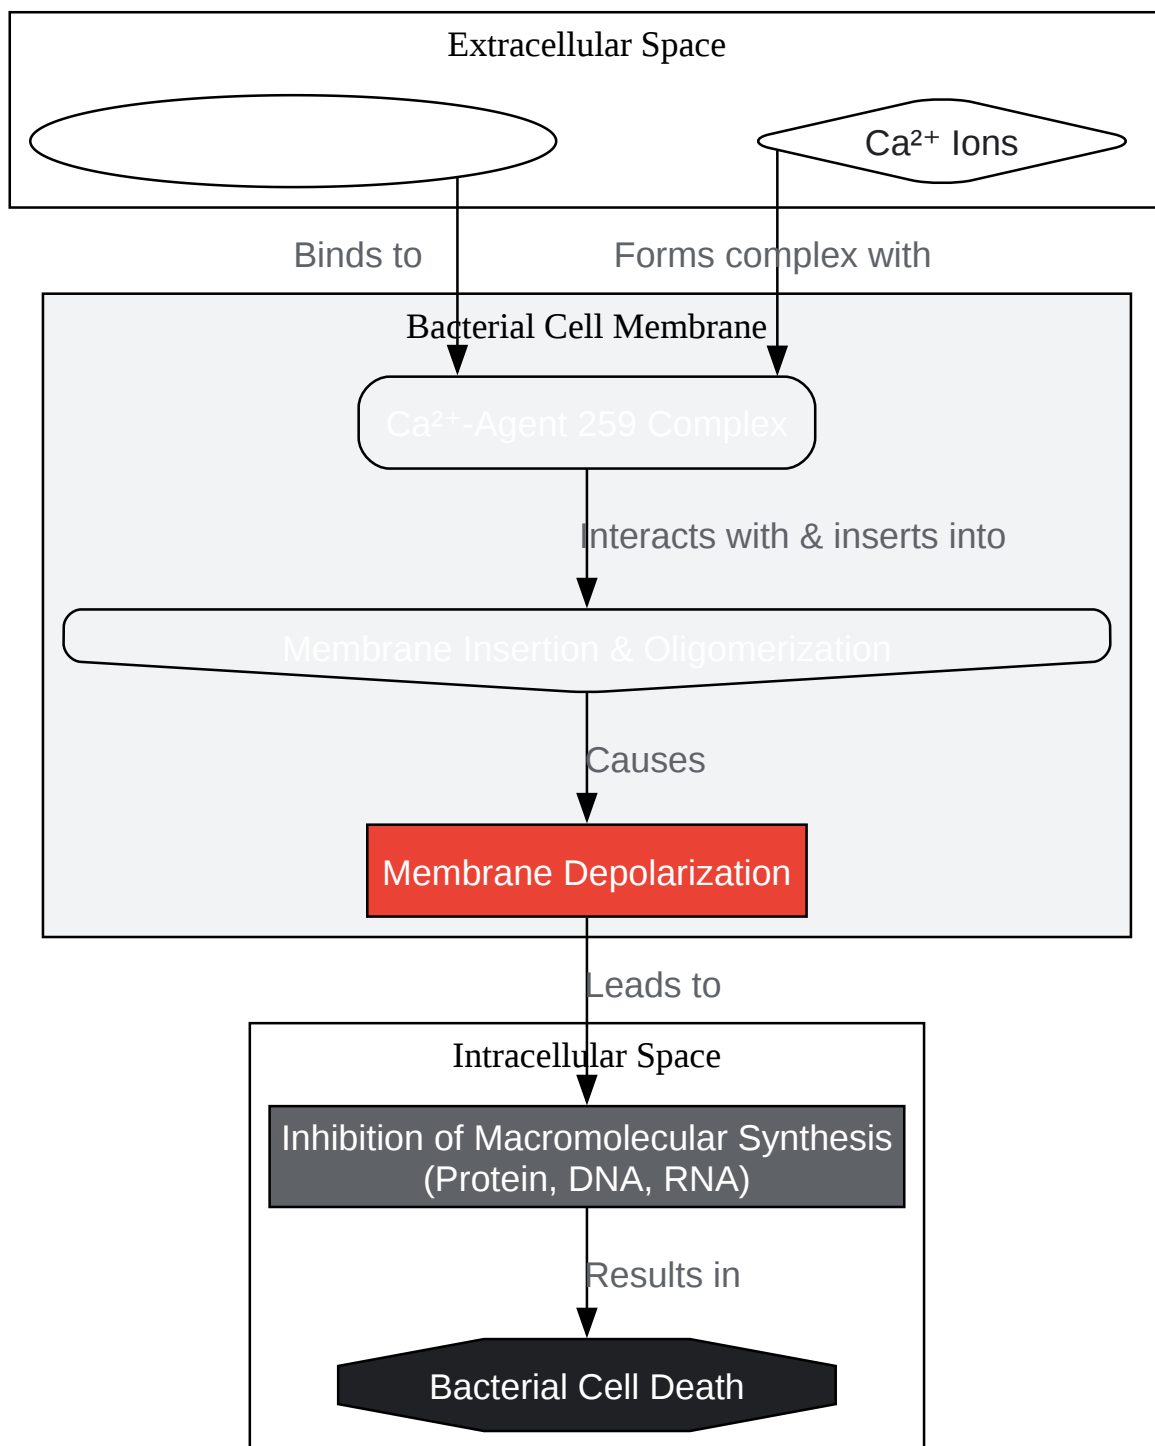 Extracellular Space
Ca²⁺ Ions
Binds to
Forms complex with
Bacterial Cell Membrane
Ca²⁺-Agent 259 Complex
Interacts with & inserts into
Membrane Insertion & Oligomerization
Causes
Membrane Depolarization
Leads to
Intracellular Space
Inhibition of Macromolecular Synthesis
(Protein, DNA, RNA)
Results in
Bacterial Cell Death